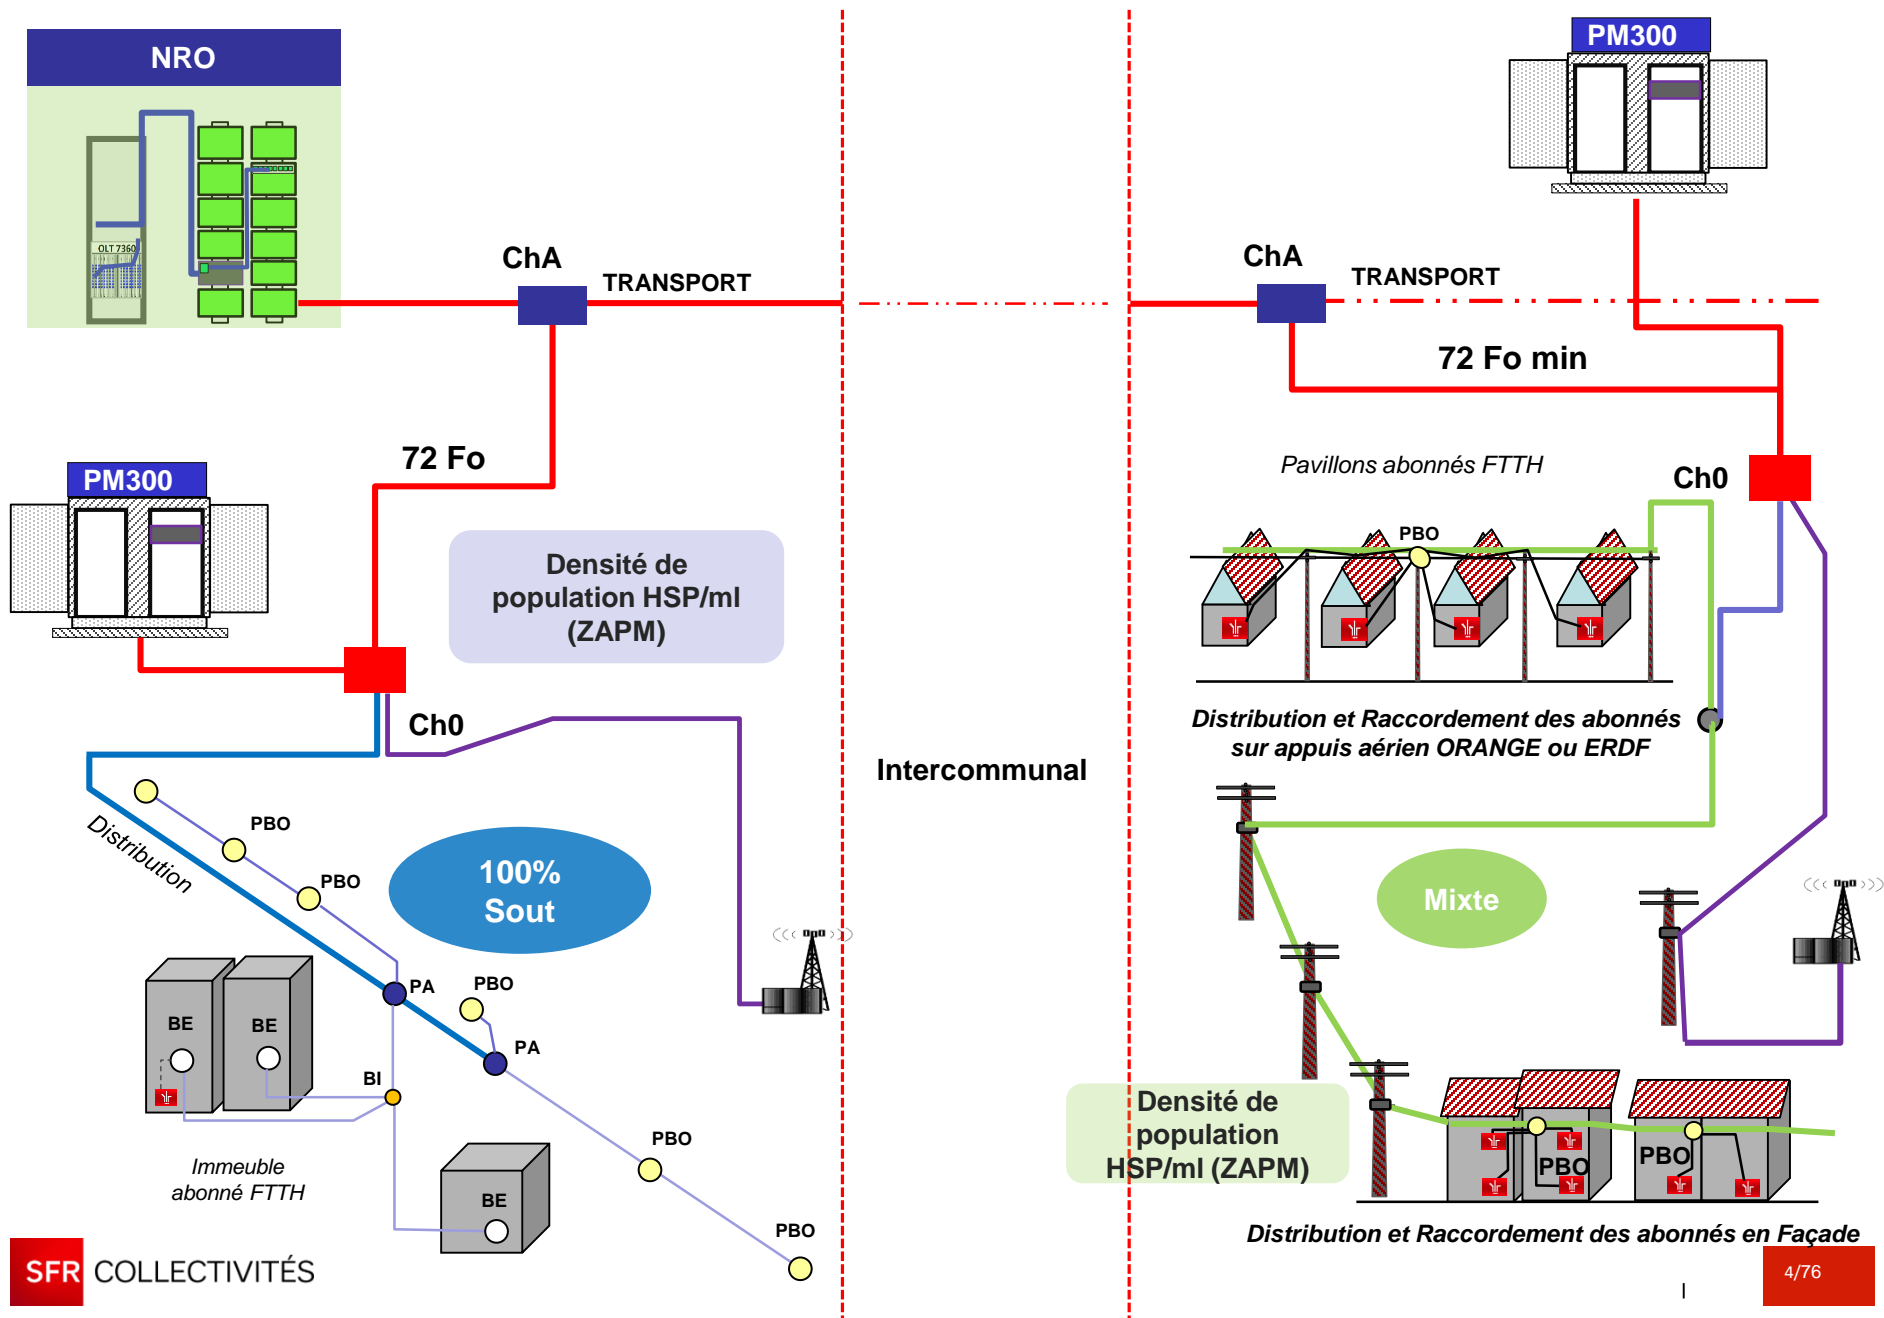 NRO
OLT 7360
ChA
TRANSPORT
72 Fo
PM300
Densité de
population HSP/ml
(ZAPM)
Ch0
Distribution
PBO
PBO
100%
Sout
PA
PBO
PA
BE
BE
BI
PBO
BE
PBO
Immeuble
abonné FTTH
SFR COLLECTIVITÉS
Intercommunal
PM300
ChA
TRANSPORT
72 Fo min
Pavillons abonnés FTTH
Ch0
PBO
Distribution et Raccordement des abonnés
sur appuis aérien ORANGE ou ERDF
Mixte
Densité de
population
HSP/ml (ZAPM)
PBO
PBO
Distribution et Raccordement des abonnés en Façade
4/76
l